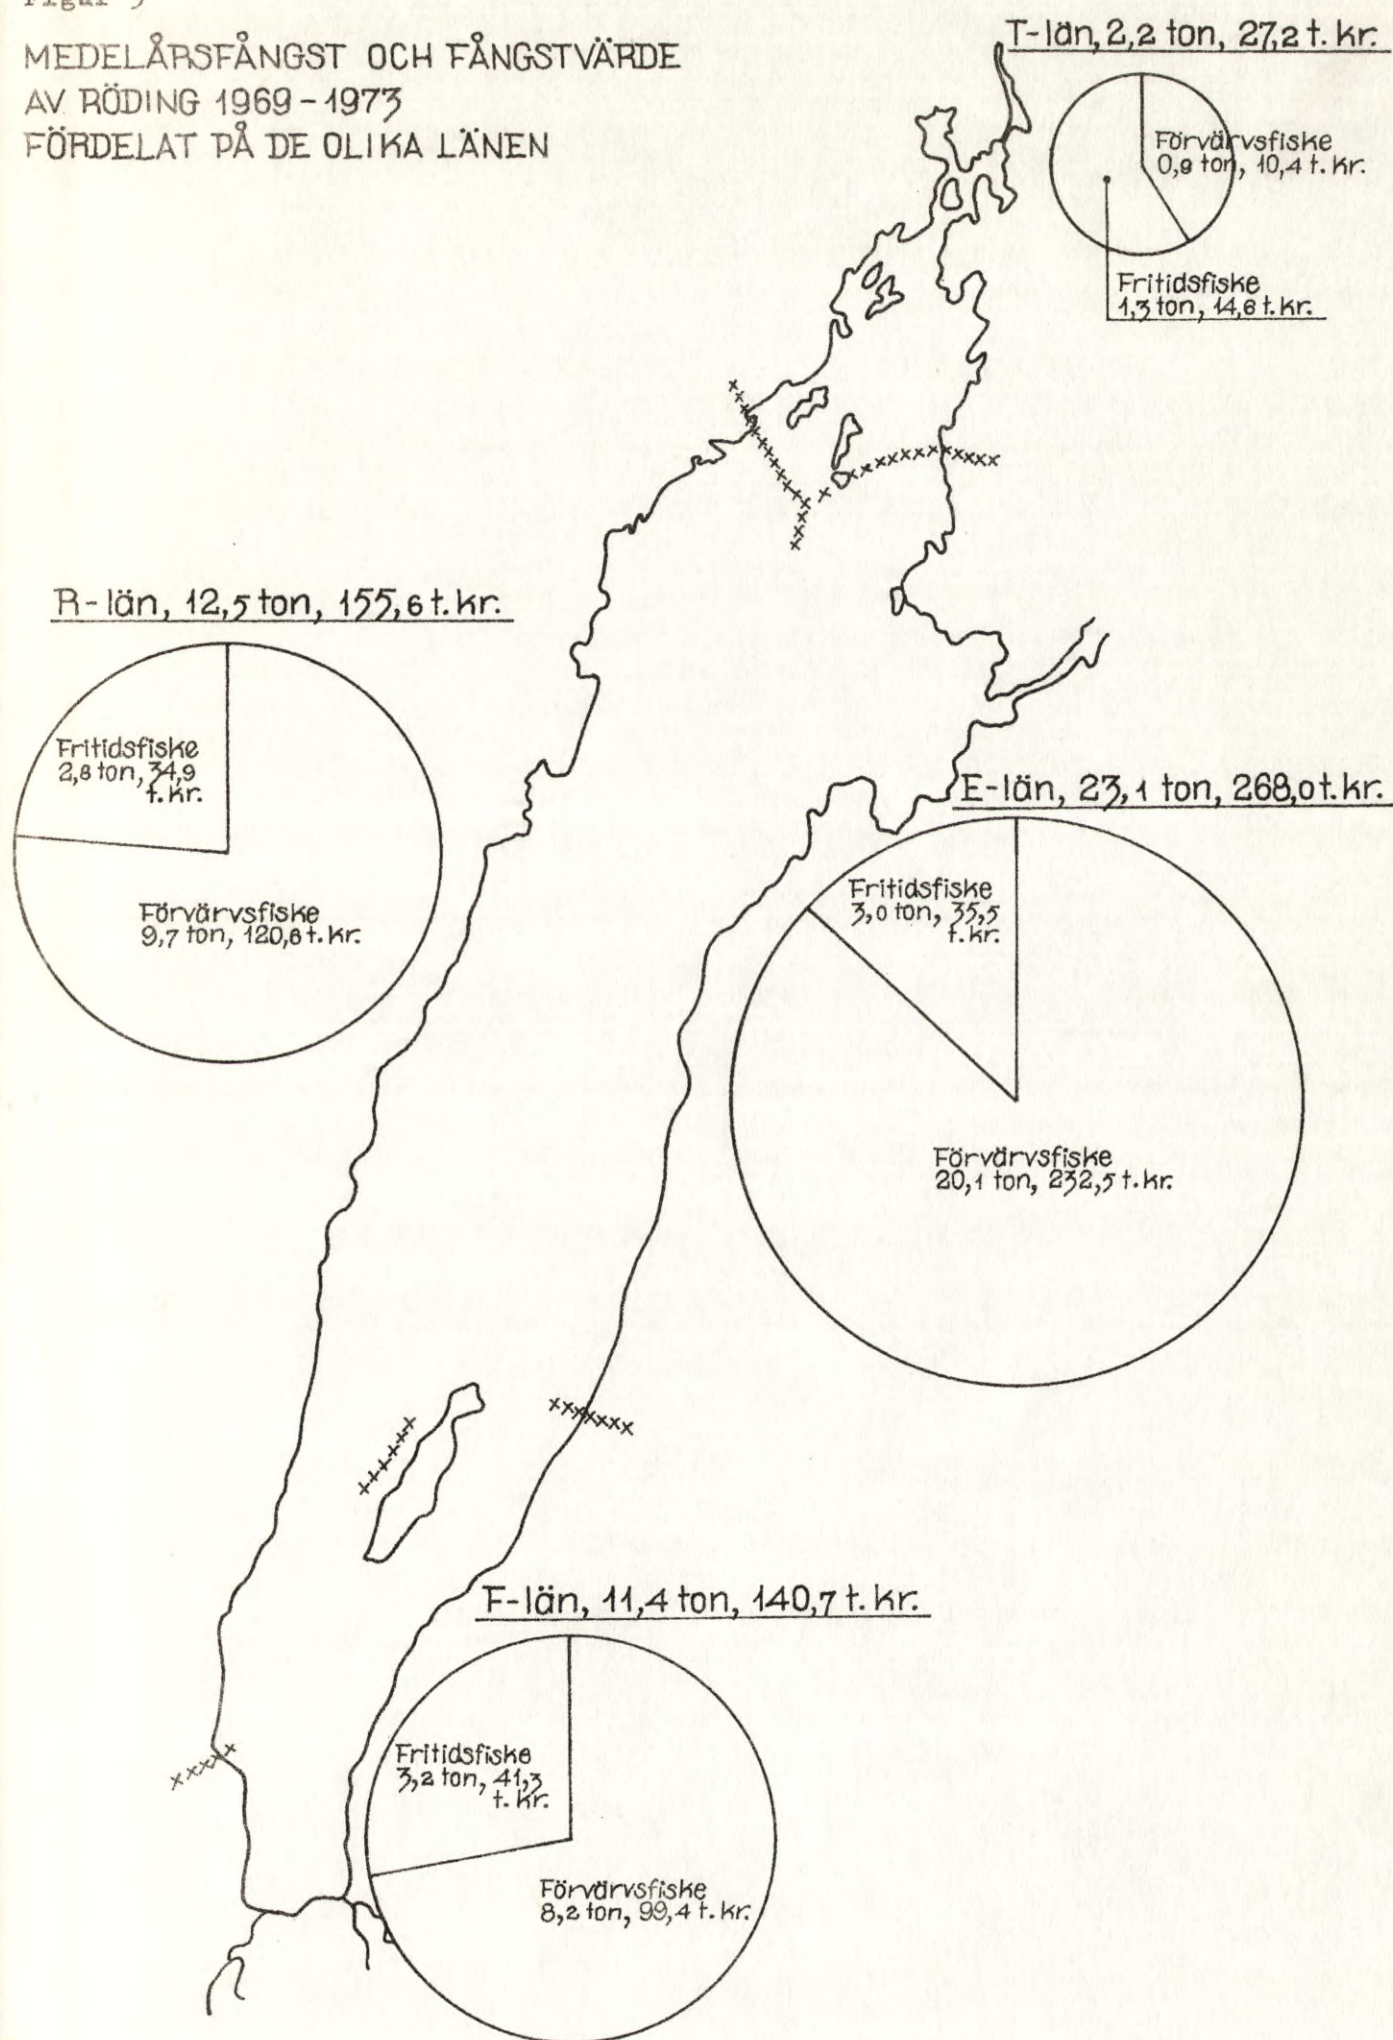 Figur 5
MEDELÅRSFÅNGST OCH FÅNGSTVÄRDE
AV RÖDING 1969-1973
FÖRDELAT PÅ DE OLIKA LÄNEN
T-län, 2,2 ton, 27,2 t. kr.
Förvärvsfiske
0,9 ton, 10,4 t. kr.
Fritidsfiske
1,3 ton, 14,6 t. kr.
R-län, 12,5 ton, 155,6 t. kr.
Fritidsfiske
2,8 ton, 34,9
t. kr.
Förvärvsfiske
9,7 ton, 120,6 t. kr.
E-län, 23,1 ton, 268,0 t. kr.
Fritidsfiske
3,0 ton, 35,5
t. kr.
Förvärvsfiske
20,1 ton, 232,5 t. kr.
F-län, 11,4 ton, 140,7 t. kr.
Fritidsfiske
3,2 ton, 41,3
t. kr.
Förvärvsfiske
8,2 ton, 99,4 t. kr.